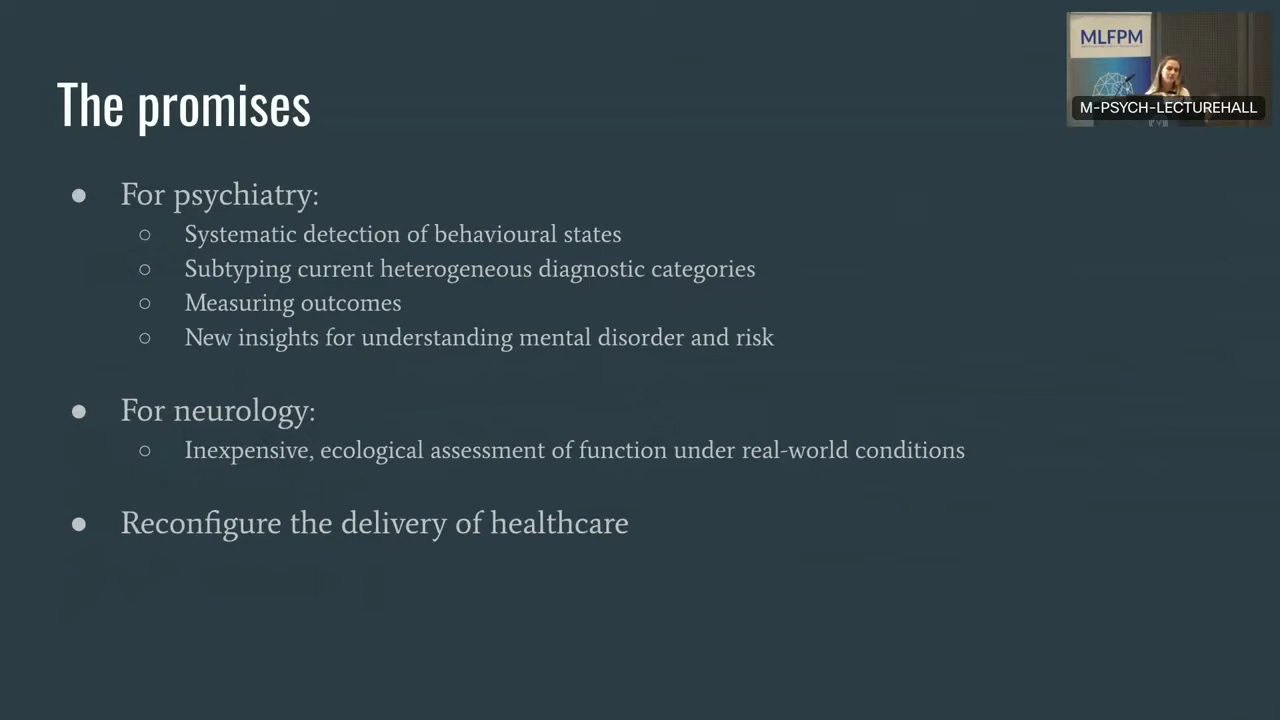 The promises
MLFPM
M-PSYCH-LECTUREHALL
● For psychiatry:
○ Systematic detection of behavioural states
○ Subtyping current heterogeneous diagnostic categories
○ Measuring outcomes
○ New insights for understanding mental disorder and risk
● For neurology:
○ Inexpensive, ecological assessment of function under real-world conditions
● Reconfigure the delivery of healthcare